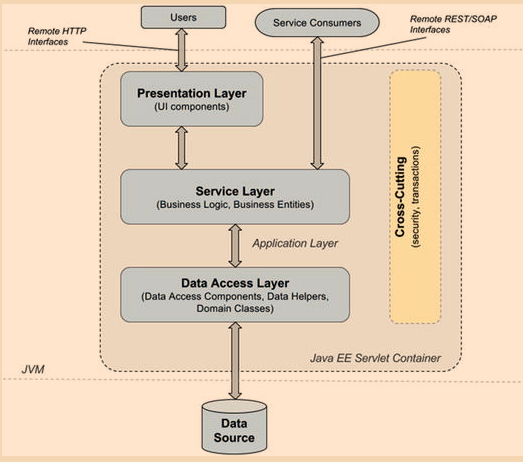 Users
Service Consumers
Remote HTTP
Interfaces
Remote REST/SOAP
Interfaces
Presentation Layer
(UI components)
Service Layer
(Business Logic, Business Entities)
Cross-Cutting
(security, transactions)
Application Layer
Data Access Layer
(Data Access Components, Data Helpers,
Domain Classes)
Java EE Servlet Container
JVM
Data
Source